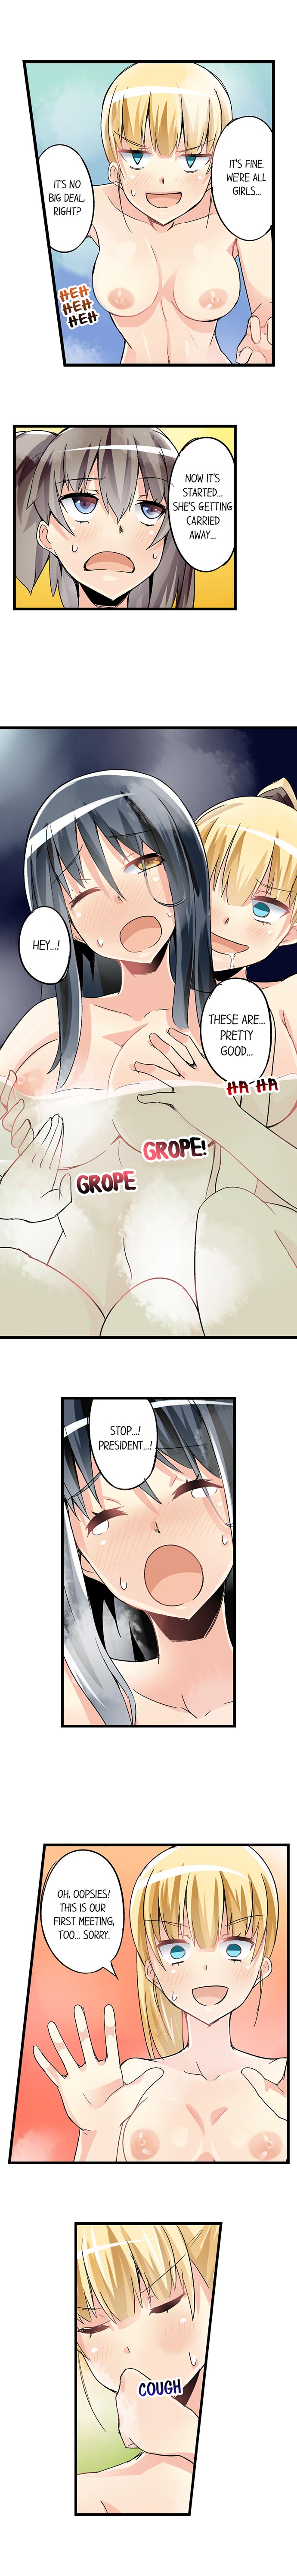 IT'S FINE.
WE'RE ALL
GIRLS...
IT'S NO
BIG DEAL,
RIGHT?
HEH
HEH
HEH
NOW IT'S
STARTED...
SHE'S GETTING
CARRIED
AWAY...
HEY...!
THESE ARE...
PRETTY
GOOD...
HA HA
GROPE!
GROPE
STOP...!
PRESIDENT...!
OH, OOPSIES!
THIS IS OUR
FIRST MEETING,
TOO... SORRY.
COUGH